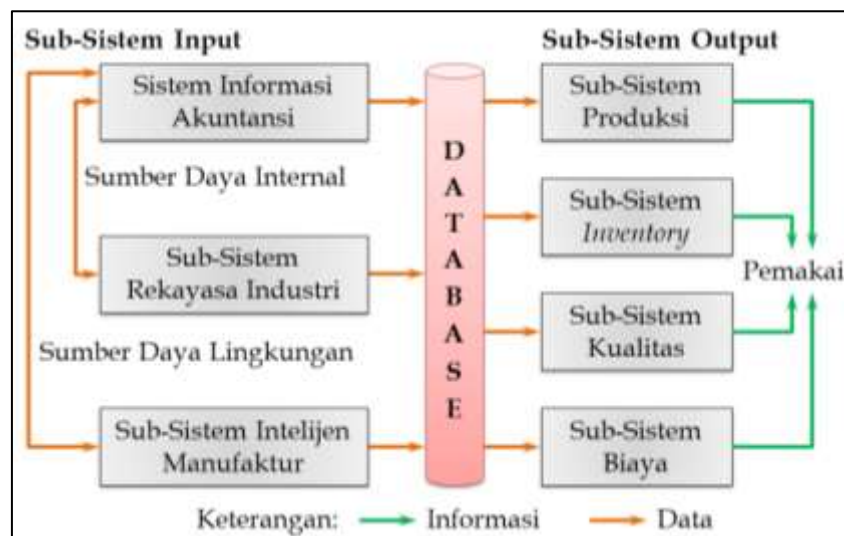 Sub-Sistem Input
Sub-Sistem Output
Sistem Informasi
Akuntansi
Sumber Daya Internal
Sub-Sistem
Rekayasa Industri
Sumber Daya Lingkungan
Sub-Sistem Intelijen
Manufaktur
D
A
T
A
B
A
S
E
Sub-Sistem
Produksi
Sub-Sistem
Inventory
Sub-Sistem
Kualitas
Sub-Sistem
Biaya
Pemakai
Keterangan: Informasi Data